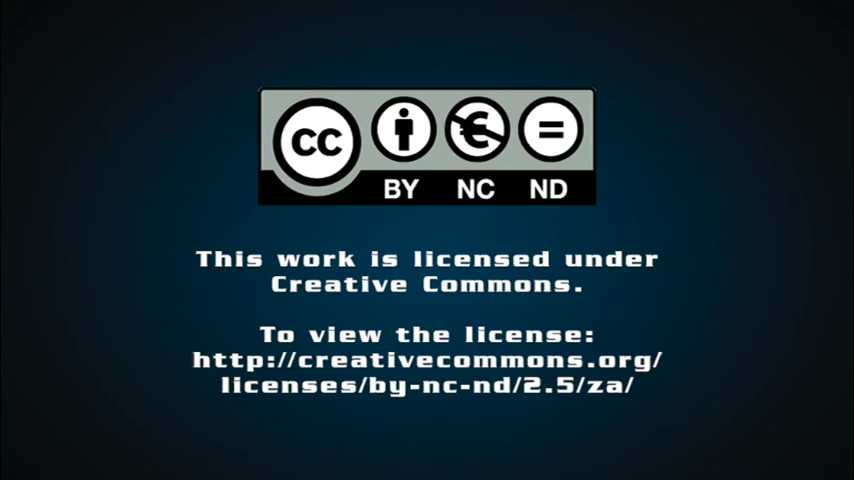 CC
BY NC ND
This work is licensed under
Creative Commons.
To view the license:
http://creativecommons.org/
licenses/by-nc-nd/2.5/za/